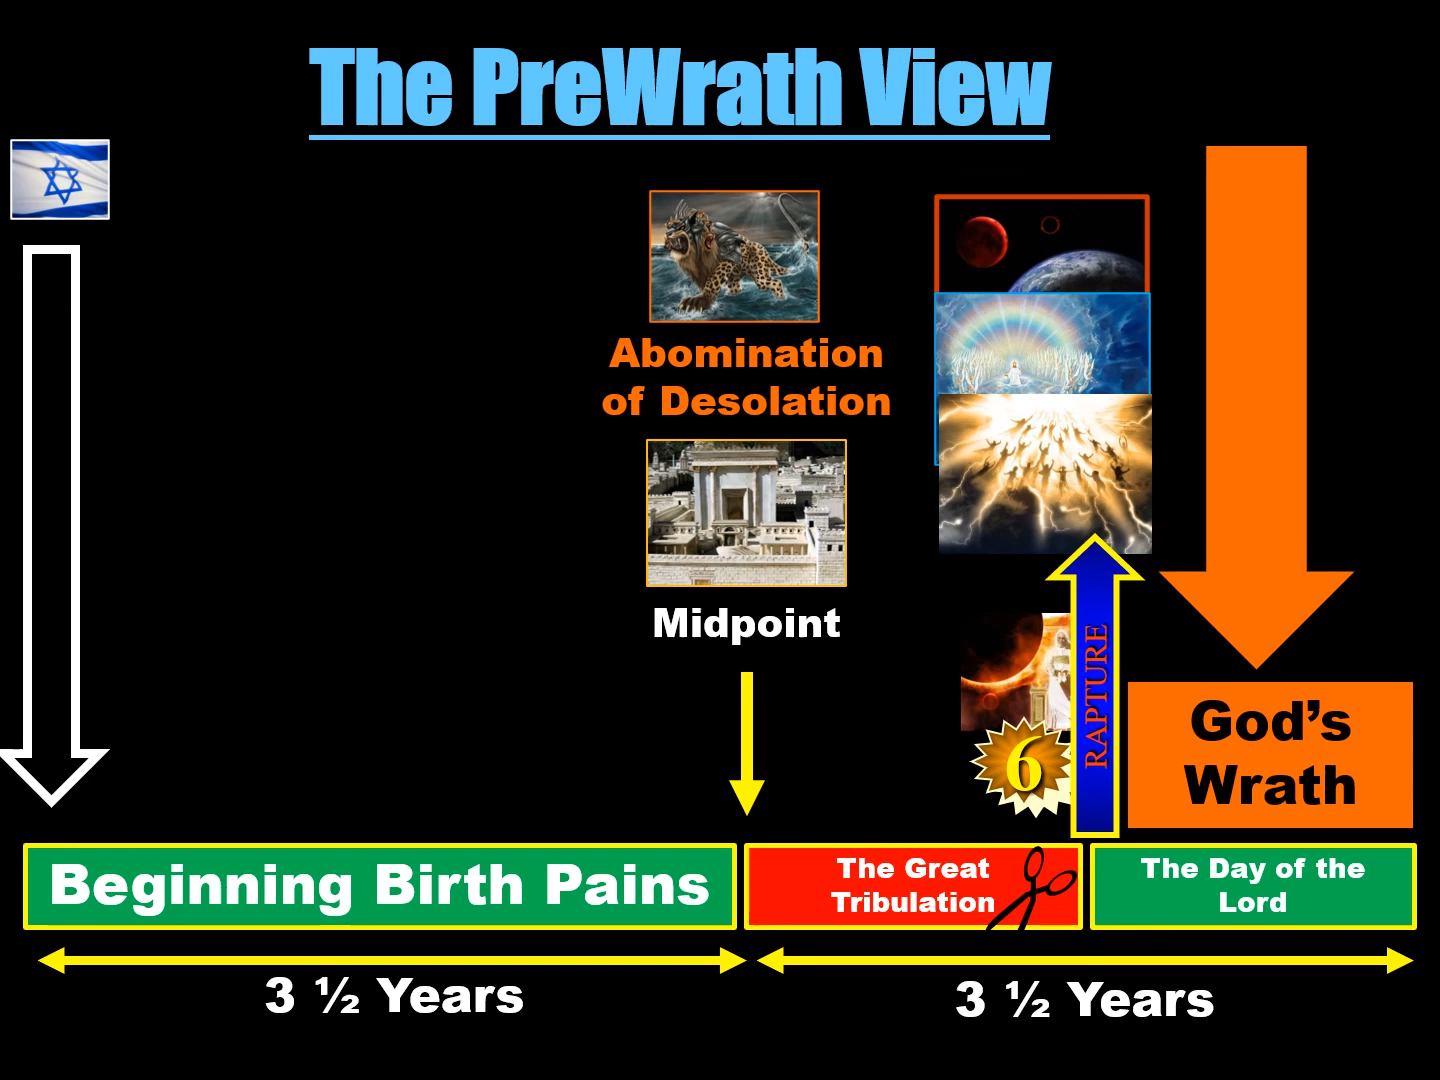 The PreWrath View
Abomination
of Desolation
Midpoint
RAPTURE
6
God’s
Wrath
Beginning Birth Pains
The Great
Tribulation
The Day of the
Lord
3 ½ Years
3 ½ Years